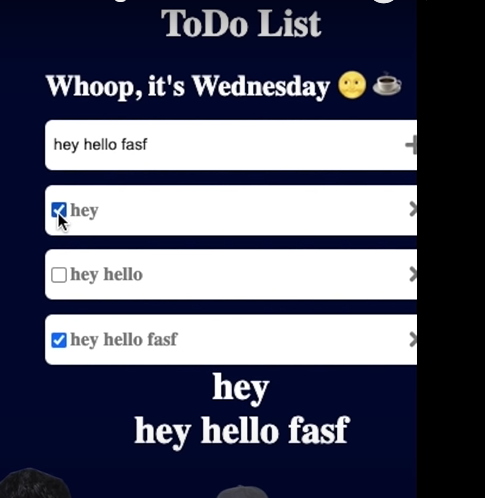 ToDo List
Whoop, it's Wednesday 😕☕
hey hello fasf
hey
hey hello
hey hello fasf
hey
hey hello fasf